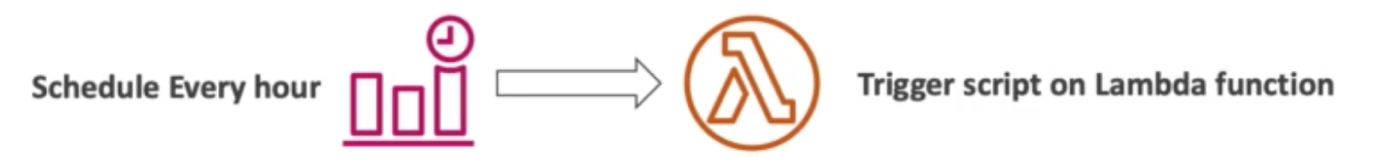 Schedule Every hour
Trigger script on Lambda function